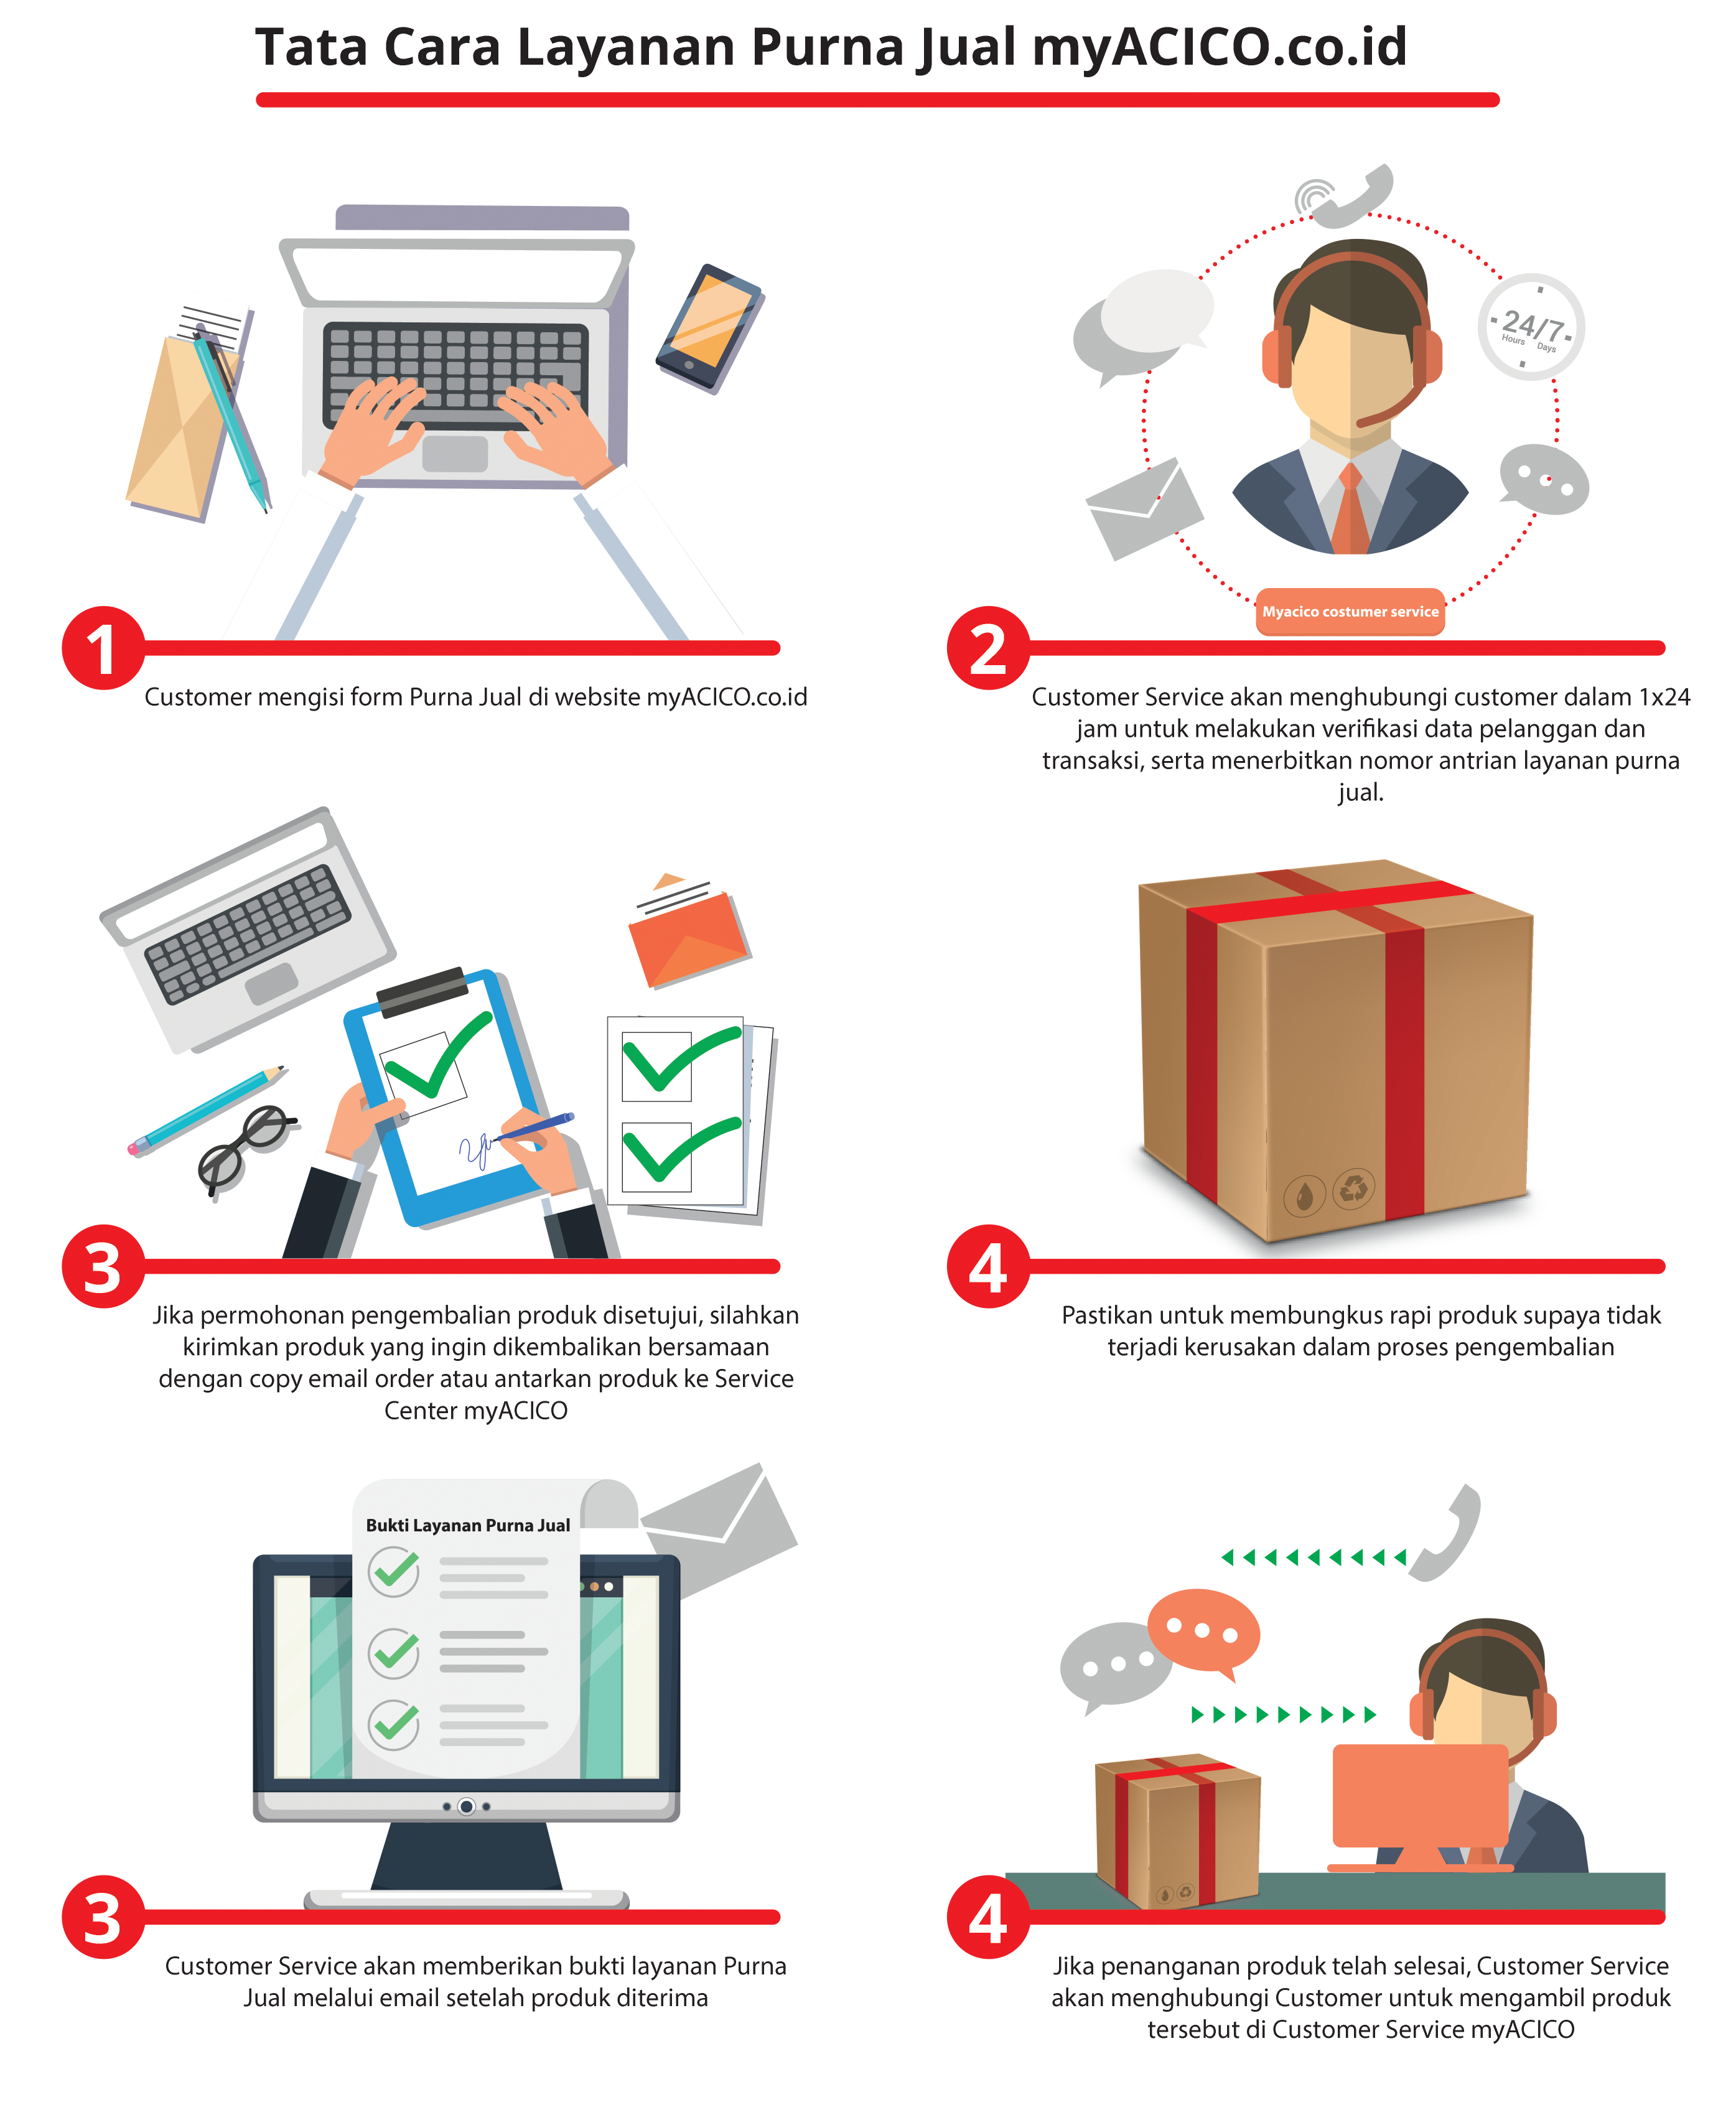 Tata Cara Layanan Purna Jual myACICO.co.id
24/7
Hours Days
Myacico costumer service
1
Customer mengisi form Purna Jual di website myACICO.co.id
2
Customer Service akan menghubungi customer dalam 1x24
jam untuk melakukan verifikasi data pelanggan dan
transaksi, serta menerbitkan nomor antrian layanan purna
jual.
3
Jika permohonan pengembalian produk disetujui, silahkan
kirimkan produk yang ingin dikembalikan bersamaan
dengan copy email order atau antarkan produk ke Service
Center myACICO
4
Pastikan untuk membungkus rapi produk supaya tidak
terjadi kerusakan dalam proses pengembalian
Bukti Layanan Purna Jual
3
Customer Service akan memberikan bukti layanan Purna
Jual melalui email setelah produk diterima
4
Jika penanganan produk telah selesai, Customer Service
akan menghubungi Customer untuk mengambil produk
tersebut di Customer Service myACICO